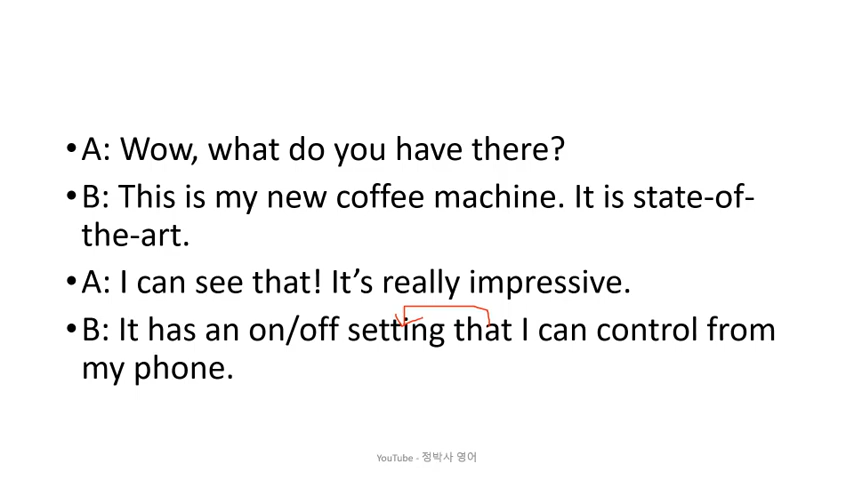 •A: Wow, what do you have there?
•B: This is my new coffee machine. It is state-of-
the-art.
•A: I can see that! It’s really impressive.
•B: It has an on/off setting that I can control from
my phone.
YouTube - 정박사 영어